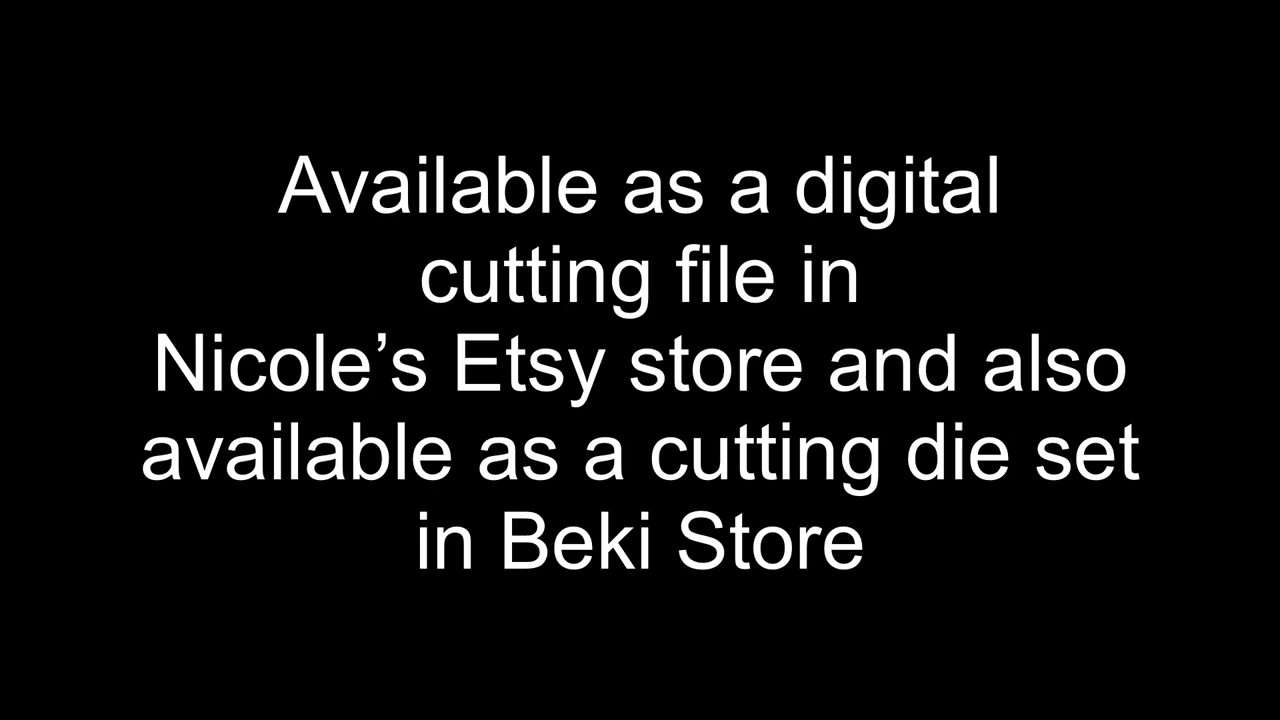 Available as a digital
cutting file in
Nicole’s Etsy store and also
available as a cutting die set
in Beki Store